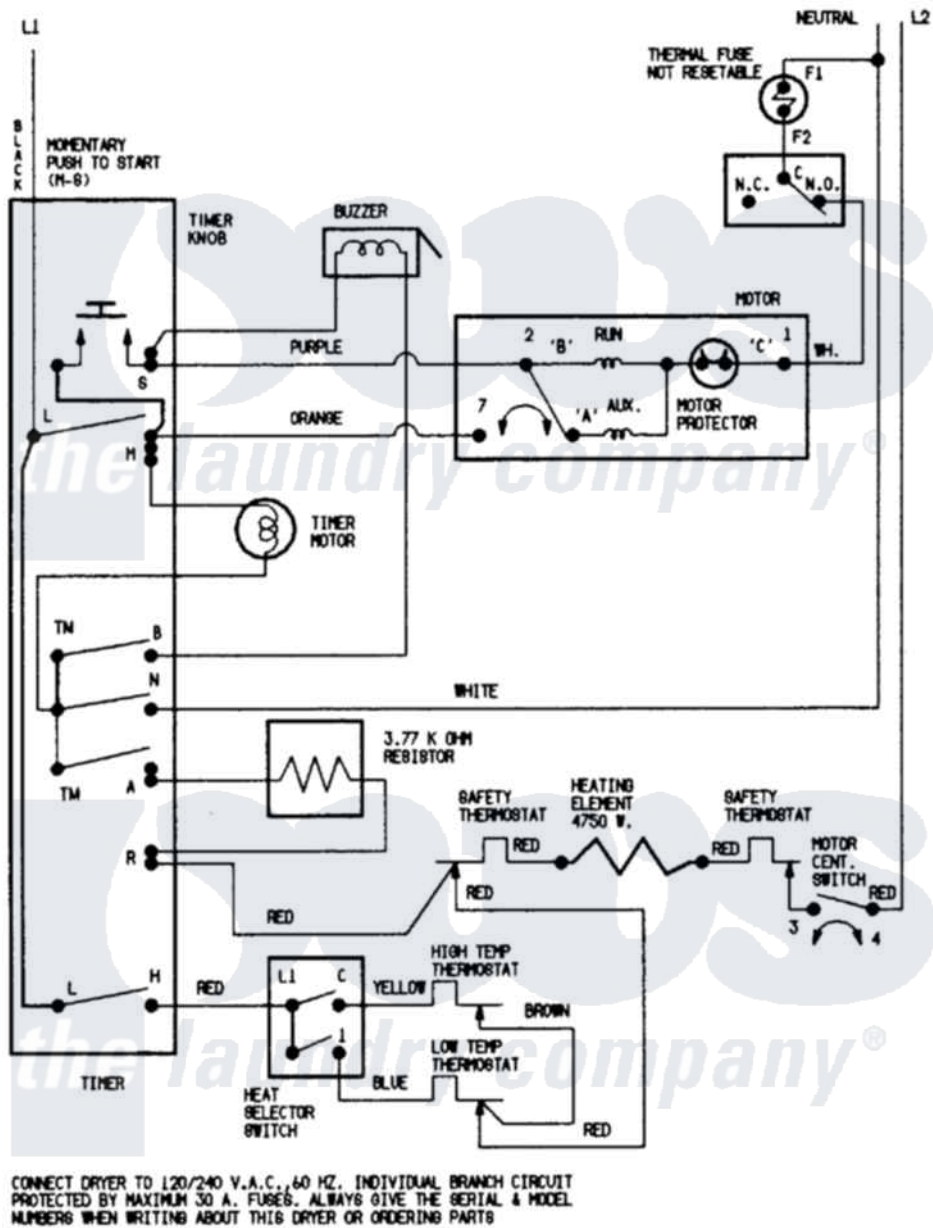 L1
NEUTRAL
L2
THERMAL FUSE
NOT RESETABLE
F1
F2
BLACK
MOMENTARY
PUSH TO START
(M-S)
N.C.
C
N.O.
TIMER
KNOB
BUZZER
MOTOR
PURPLE
2
'B'
RUN
'C'
1
WH.
S
L
ORANGE
7
'A'
AUX.
MOTOR
PROTECTOR
M
the laundry company®
TIMER
MOTOR
TM
B
N
WHITE
3.77 K OHM
RESISTOR
TM
A
SAFETY
THERMOSTAT
HEATING
ELEMENT
4750 W.
SAFETY
THERMOSTAT
R
RED
RED
MOTOR
CENT.
SWITCH
RED
RED
RED
3
4
HIGH TEMP
THERMOSTAT
L
H
RED
L1
C
YELLOW
BROWN
1
LOW TEMP
THERMOSTAT
the laundry company®
TIMER
BLUE
HEAT
SELECTOR
SWITCH
RED
CONNECT DRYER TO 120/240 V.A.C.,60 HZ. INDIVIDUAL BRANCH CIRCUIT
PROTECTED BY MAXIMUM 30 A. FUSES. ALWAYS GIVE THE SERIAL & MODEL
NUMBERS WHEN WRITING ABOUT THIS DRYER OR ORDERING PARTS